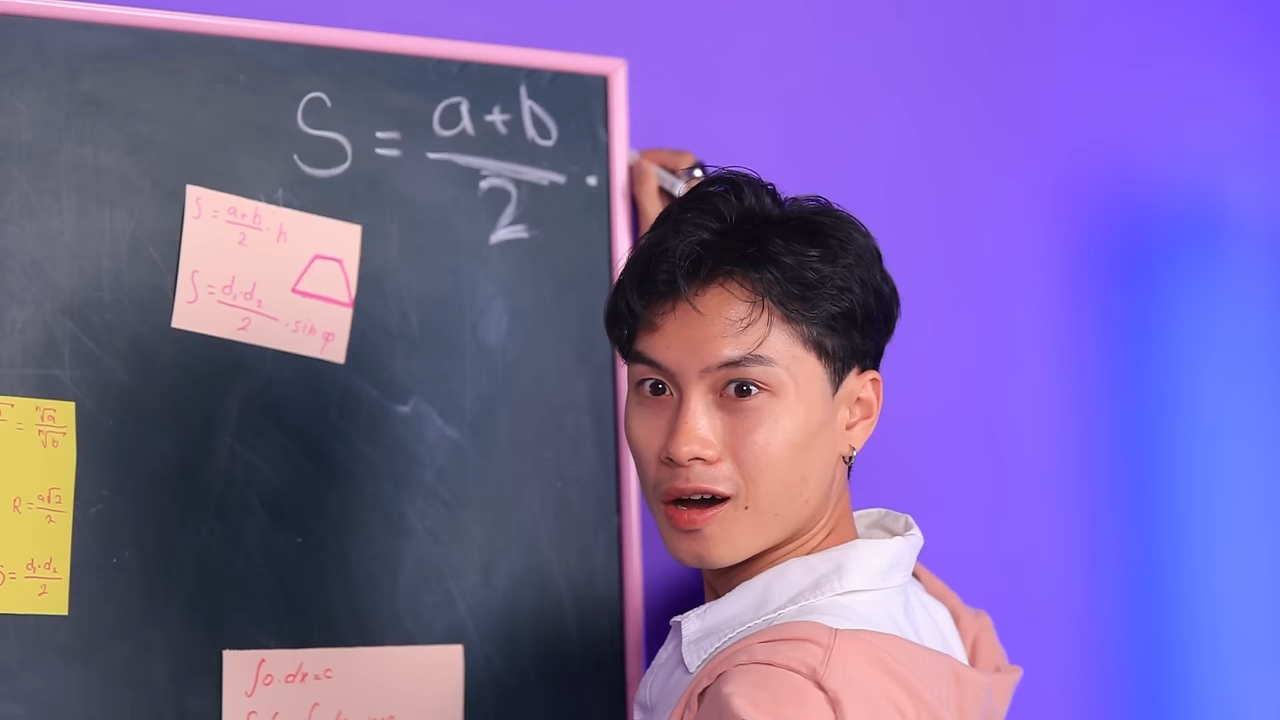 S = a+b/2 ·
S = a+b/2 · h
S = d₁·d₂/2 · sin φ
= ⁿ√a/ⁿ√b
R = a√2/2
S = d₁·d₂/2
∫0·dx=c